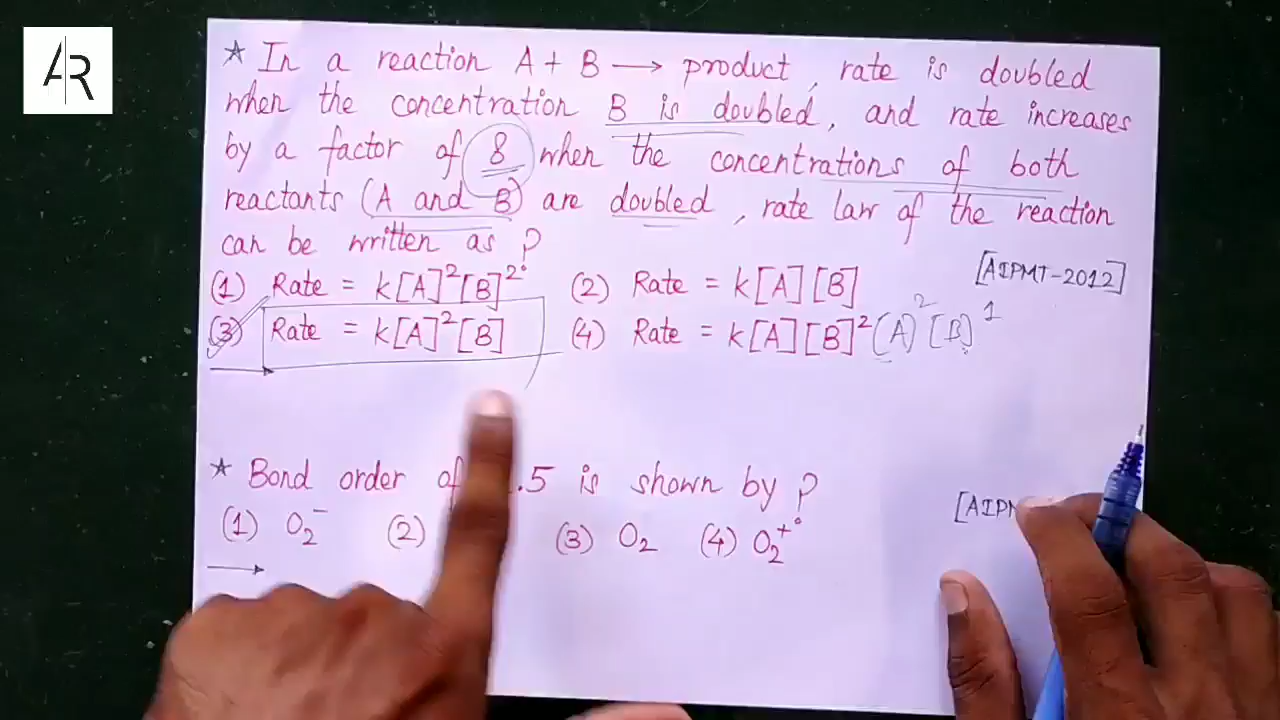 AR
☆ In a reaction A + B ⟶ product, rate is doubled
when the concentration B is doubled, and rate increases
by a factor of 8 when the concentrations of both
reactants (A and B) are doubled, rate law of the reaction
can be written as ?
[AIPMT-2012]
(1) Rate = k[A]²[B]² (2) Rate = k[A][B]
(3) Rate = k[A]²[B] (4) Rate = k[A][B]² (A)² [B]¹
☆ Bond order of .5 is shown by ?
(1) O₂⁻ (2) (3) O₂ (4) O₂⁺